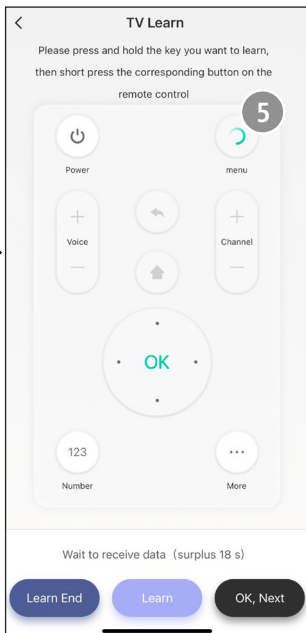 TV Learn
Please press and hold the key you want to learn,
then short press the corresponding button on the
remote control
5
Power
menu
+
+
Voice
Channel
OK
123
...
Number
More
Wait to receive data（surplus 18 s）
Learn End
Learn
OK, Next